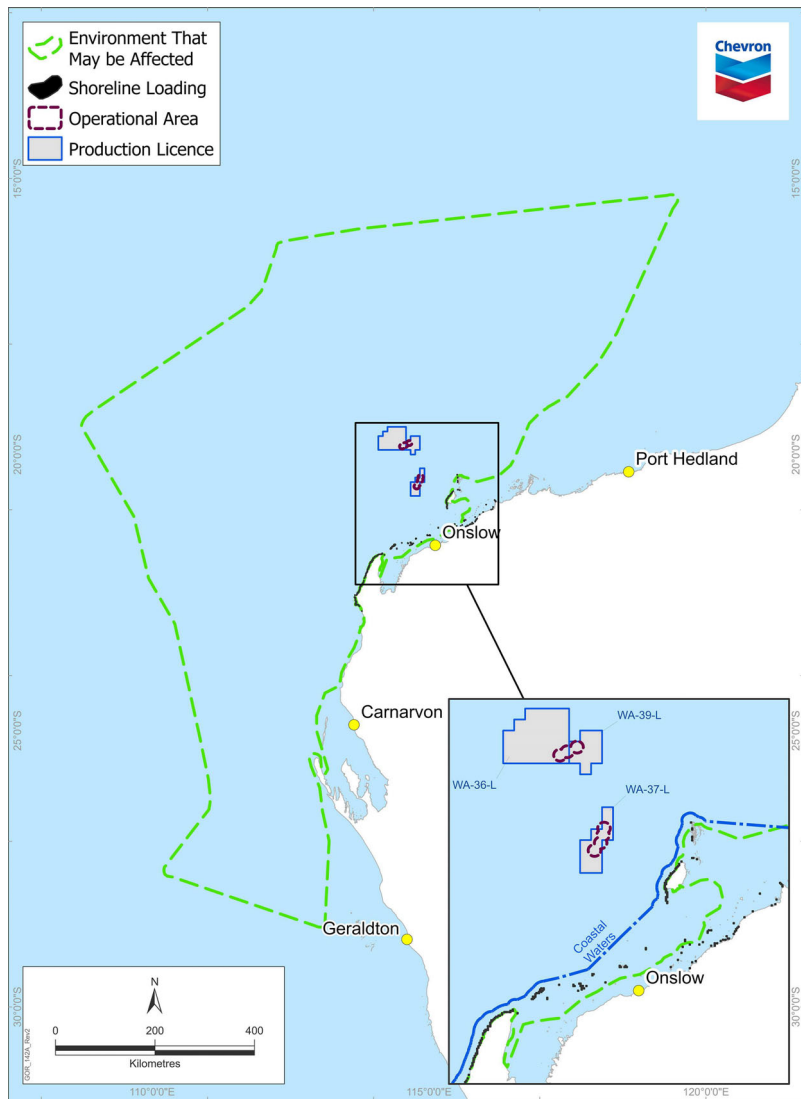 Environment That
May be Affected
Shoreline Loading
Operational Area
Production Licence
Chevron
15°0'0"S
15°0'0"S
20°0'0"S
20°0'0"S
Port Hedland
Onslow
Carnarvon
25°0'0"S
25°0'0"S
WA-39-L
WA-36-L
WA-37-L
Coastal
Waters
Onslow
Geraldton
N
0
200
400
Kilometres
GOR_142A_Rev2
30°0'0"S
30°0'0"S
110°0'0"E
115°0'0"E
120°0'0"E